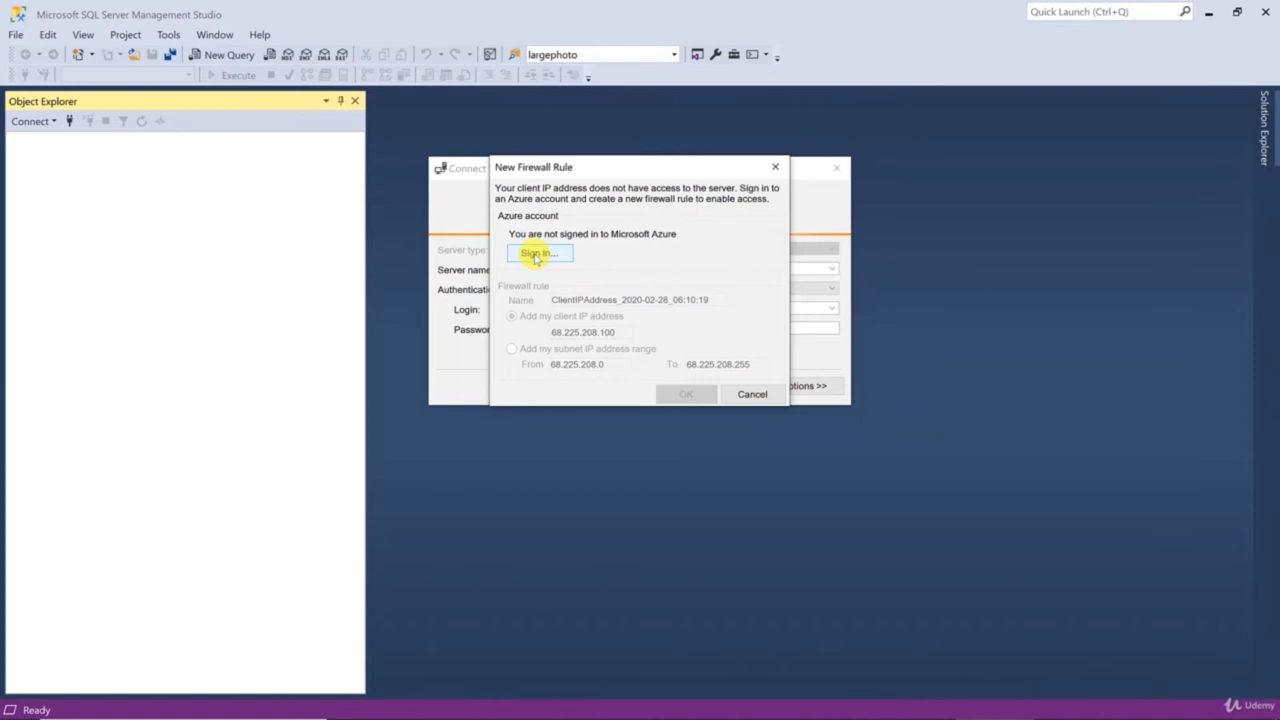 Microsoft SQL Server Management Studio
Quick Launch (Ctrl+Q)
File Edit View Project Tools Window Help
New Query
largephoto
Execute
Object Explorer
Connect
Solution Explorer
Connect
New Firewall Rule
Your client IP address does not have access to the server. Sign in to
an Azure account and create a new firewall rule to enable access.
Azure account
You are not signed in to Microsoft Azure
Sign In...
Server type:
Server name
Authentication
Login:
Passwor
Firewall rule
Name ClientIPAddress_2020-02-28_06:10:19
Add my client IP address
68.225.208.100
Add my subnet IP address range
From 68.225.208.0 To 68.225.208.255
OK Cancel
ptions >>
Ready
Udemy